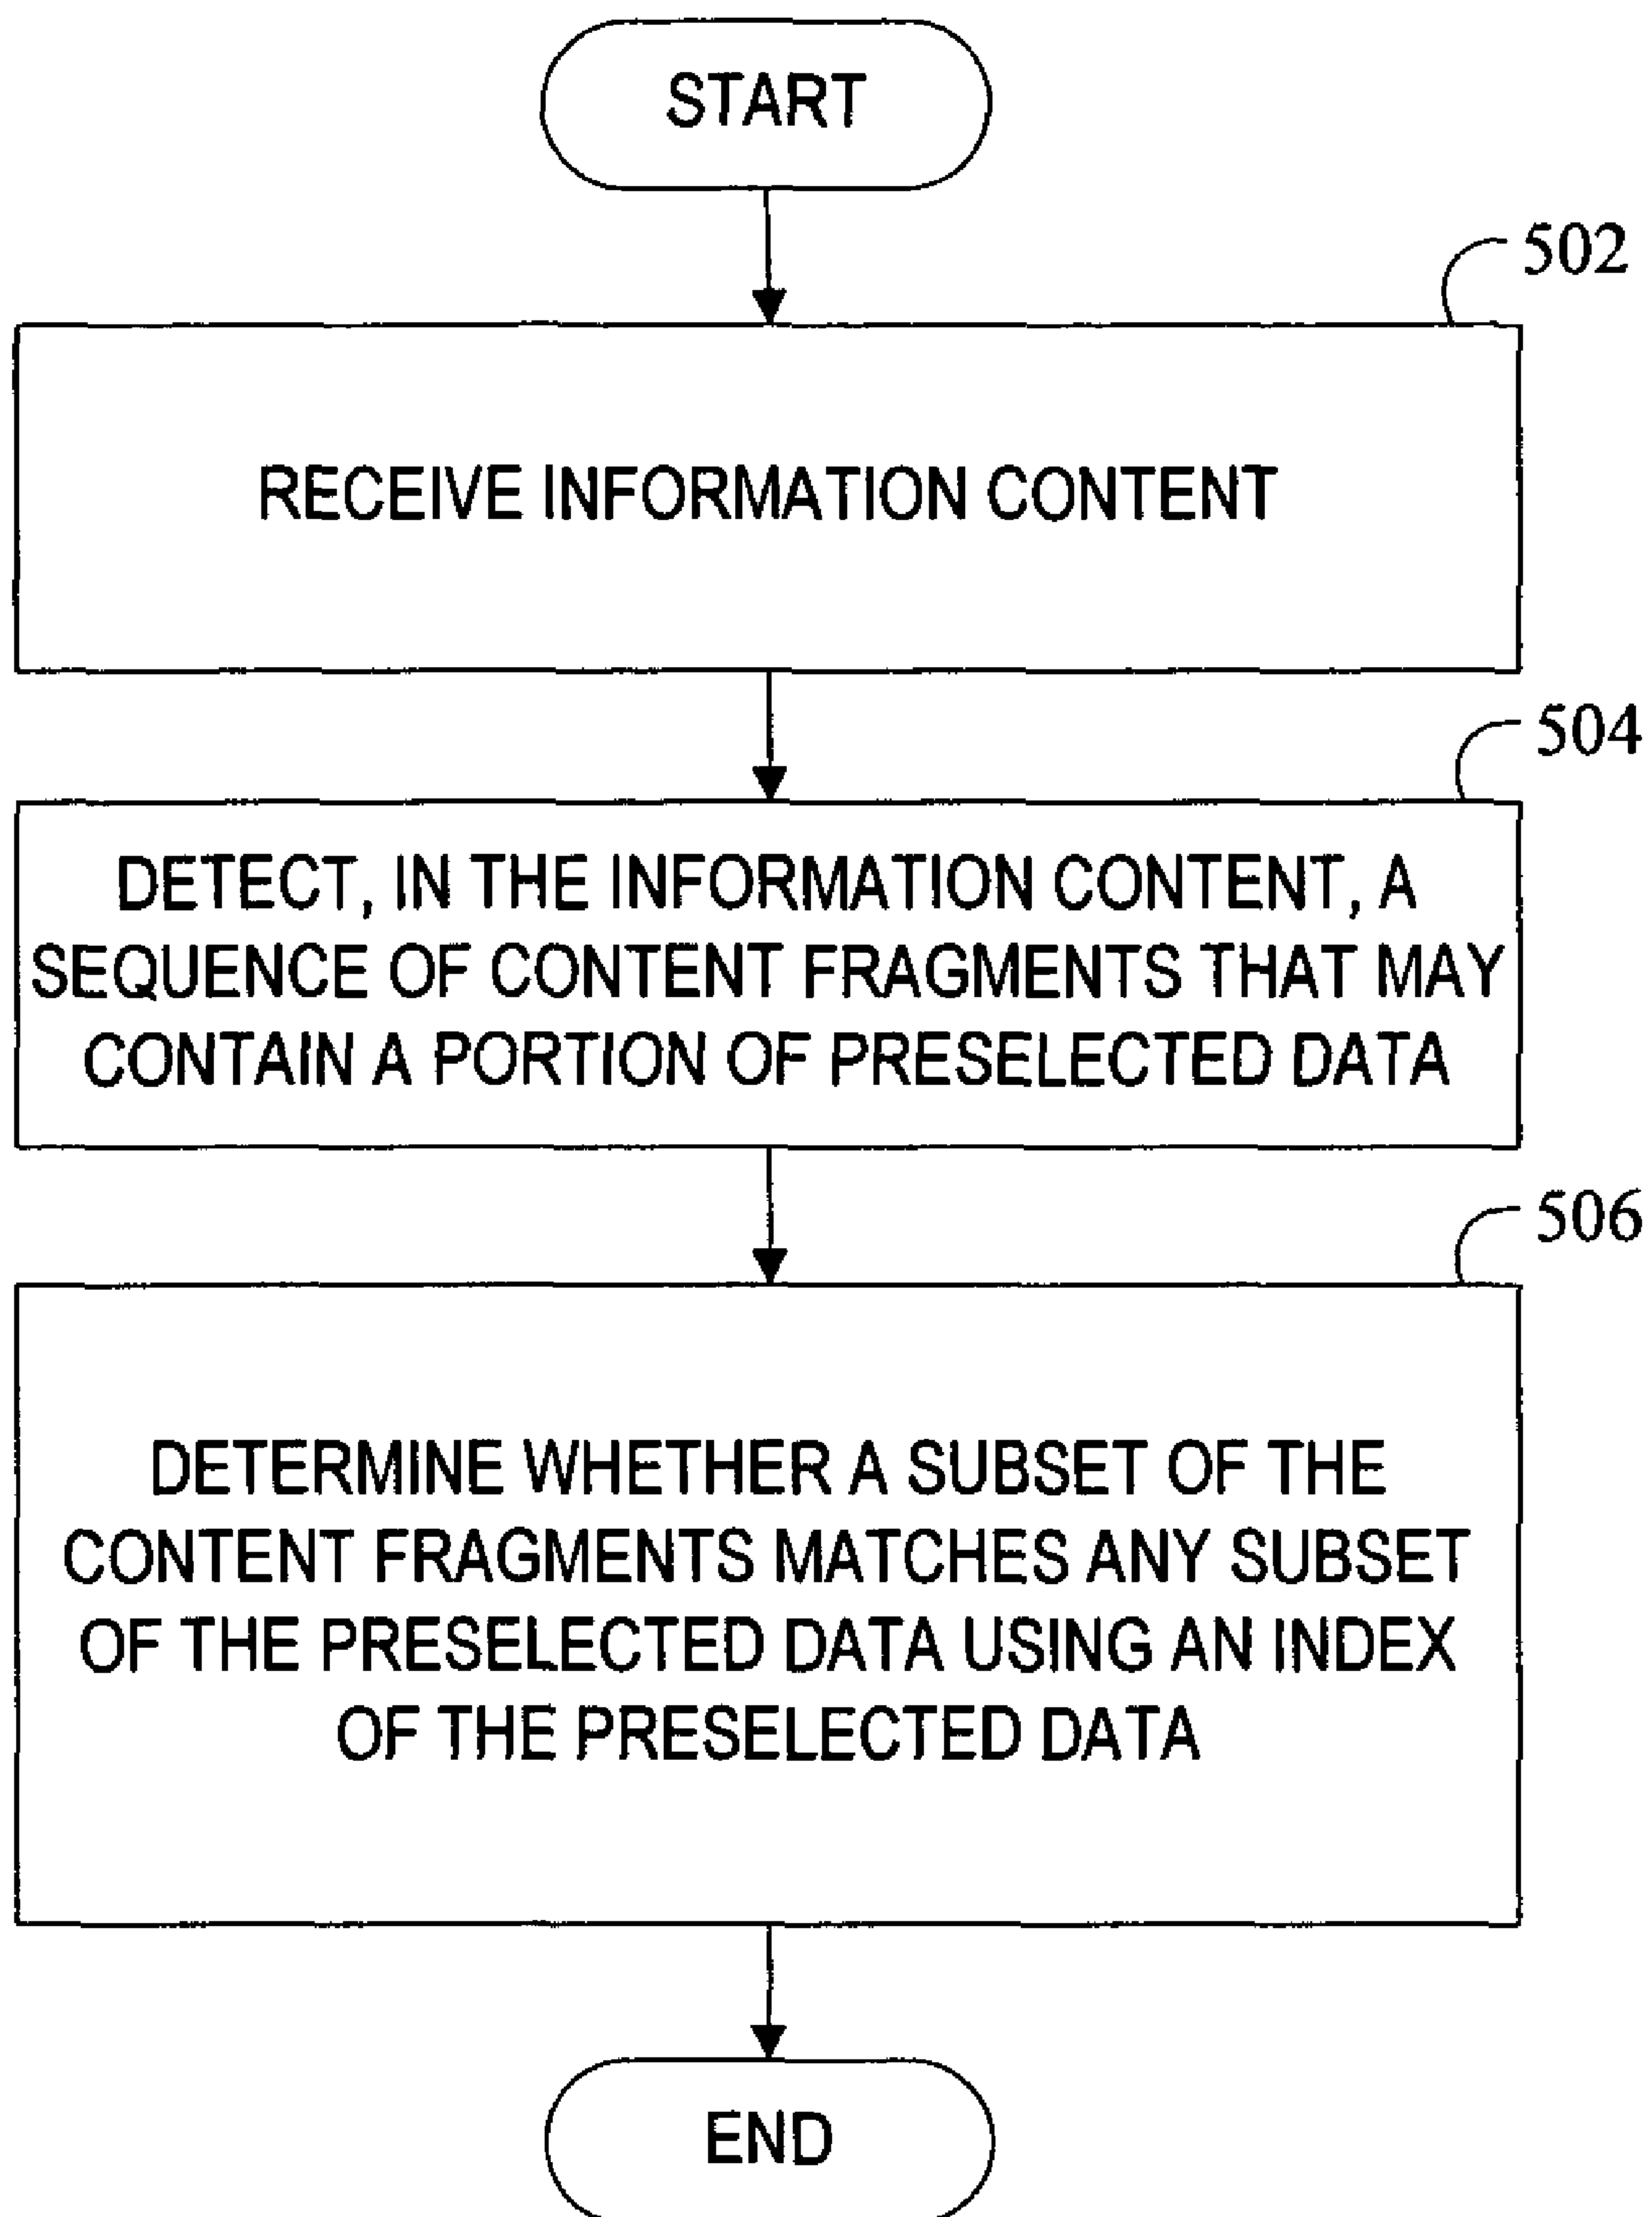 START
502
RECEIVE INFORMATION CONTENT
504
DETECT, IN THE INFORMATION CONTENT, A
SEQUENCE OF CONTENT FRAGMENTS THAT MAY
CONTAIN A PORTION OF PRESELECTED DATA
506
DETERMINE WHETHER A SUBSET OF THE
CONTENT FRAGMENTS MATCHES ANY SUBSET
OF THE PRESELECTED DATA USING AN INDEX
OF THE PRESELECTED DATA
END